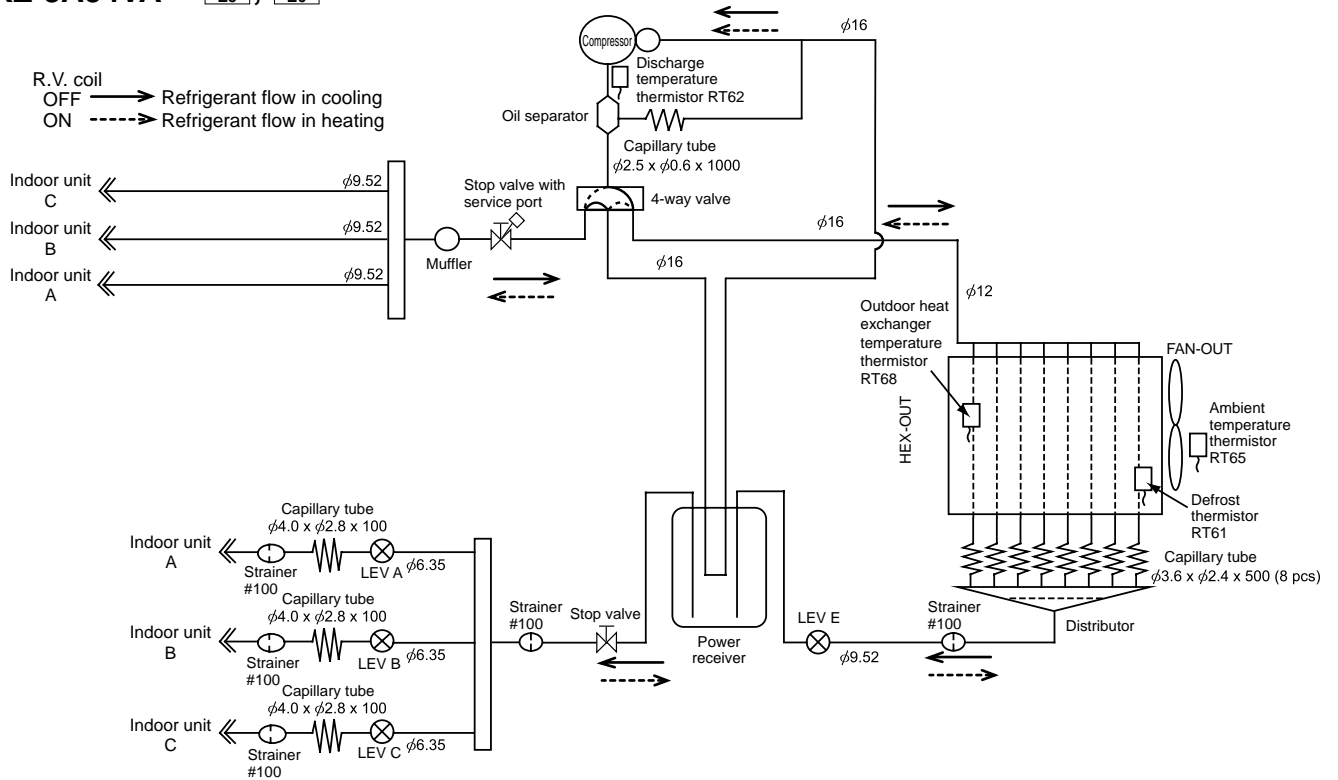 Compressor
ϕ16
Discharge
temperature
thermistor RT62
R.V. coil
OFF
Refrigerant flow in cooling
ON
Refrigerant flow in heating
Oil separator
Capillary tube
ϕ2.5 x ϕ0.6 x 1000
Indoor unit
C
ϕ9.52
Stop valve with
service port
4-way valve
Indoor unit
B
ϕ9.52
ϕ16
Muffler
ϕ16
Indoor unit
A
ϕ9.52
ϕ12
Outdoor heat
exchanger
temperature
thermistor
RT68
FAN-OUT
HEX-OUT
Ambient
temperature
thermistor
RT65
Defrost
thermistor
RT61
Capillary tube
ϕ3.6 x ϕ2.4 x 500 (8 pcs)
Capillary tube
ϕ4.0 x ϕ2.8 x 100
Indoor unit
A
Strainer
#100
LEV A
ϕ6.35
Capillary tube
ϕ4.0 x ϕ2.8 x 100
Indoor unit
B
Strainer
#100
LEV B
ϕ6.35
Strainer
#100
Stop valve
Power
receiver
LEV E
ϕ9.52
Strainer
#100
Distributor
Capillary tube
ϕ4.0 x ϕ2.8 x 100
Indoor unit
C
Strainer
#100
LEV C
ϕ6.35